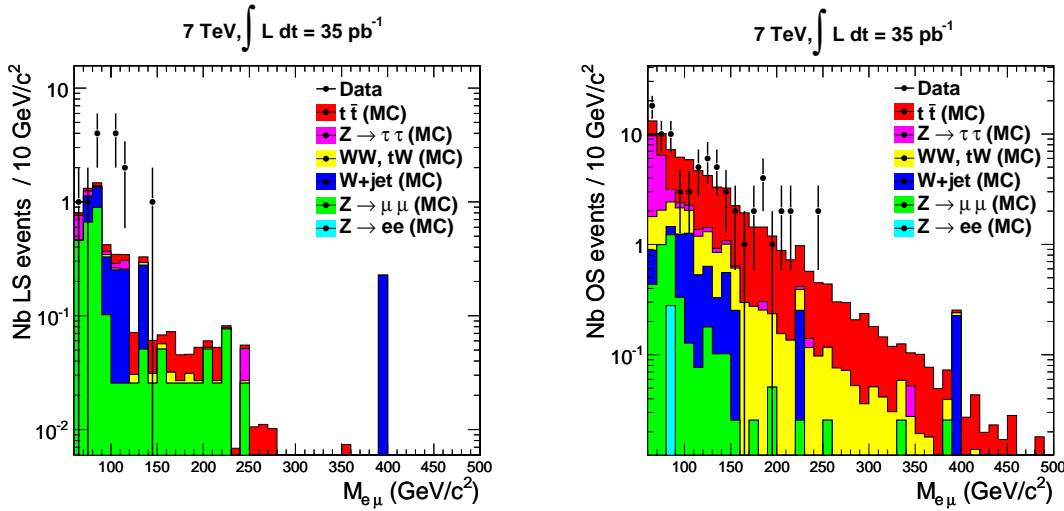 7 TeV, ∫ L dt = 35 pb⁻¹
Nb LS events / 10 GeV/c²
10
1
10⁻¹
10⁻²
Data
t t̄ (MC)
Z → τ τ (MC)
WW, tW (MC)
W+jet (MC)
Z → μ μ (MC)
Z → ee (MC)
100 150 200 250 300 350 400 450 500
M eμ (GeV/c²)
7 TeV, ∫ L dt = 35 pb⁻¹
Nb OS events / 10 GeV/c²
10
1
10⁻¹
Data
t t̄ (MC)
Z → τ τ (MC)
WW, tW (MC)
W+jet (MC)
Z → μ μ (MC)
Z → ee (MC)
100 150 200 250 300 350 400 450 500
M eμ (GeV/c²)